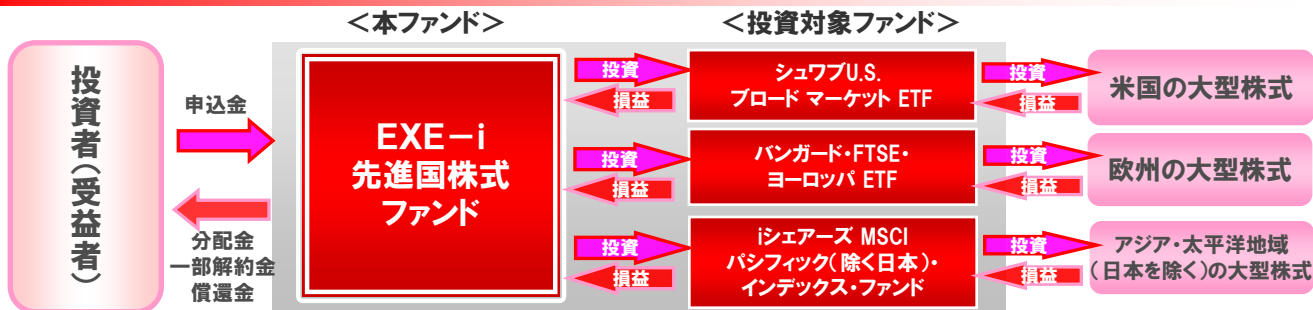 ＜本ファンド＞
＜投資対象ファンド＞
投資者（受益者）
申込金
分配金
一部解約金
償還金
EXE－i
先進国株式
ファンド
投資
損益
シュワブU.S.
ブロード マーケット ETF
投資
損益
米国の大型株式
投資
損益
バンガード・FTSE・
ヨーロッパ ETF
投資
損益
欧州の大型株式
投資
損益
iシェアーズ MSCI
パシフィック（除く日本）・
インデックス・ファンド
投資
損益
アジア・太平洋地域
（日本を除く）の大型株式